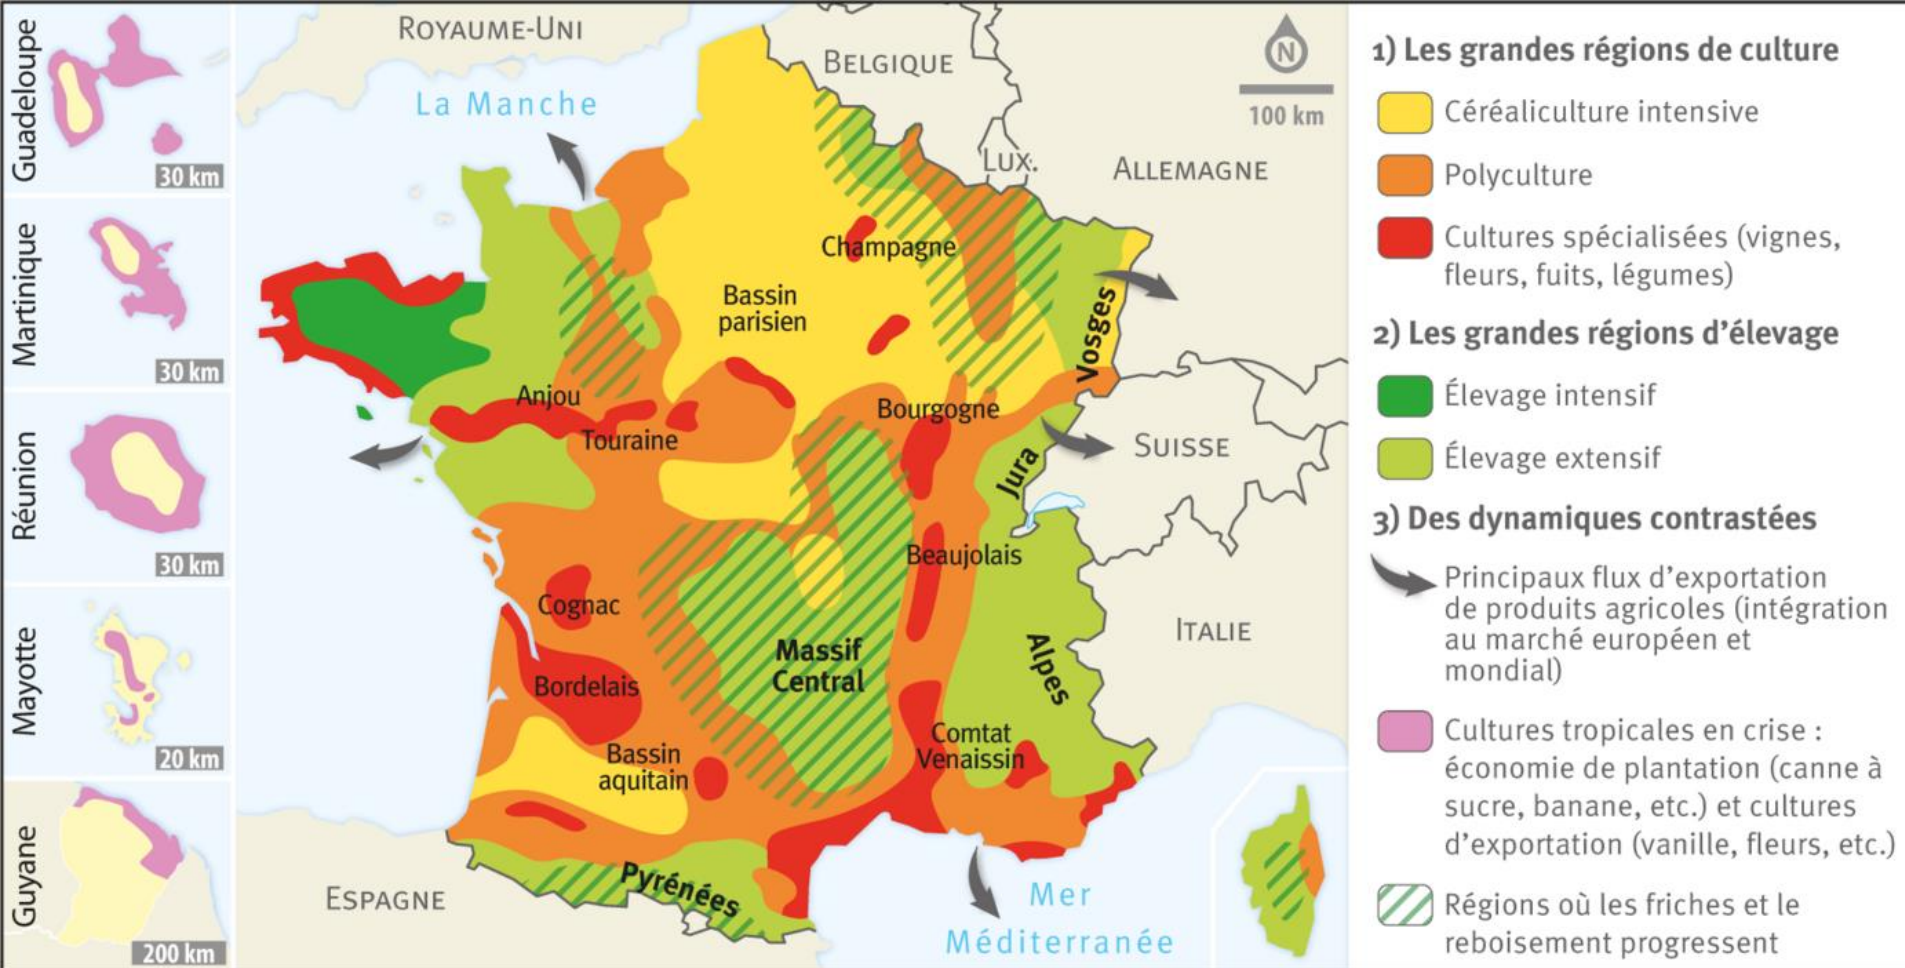 Guadeloupe
30 km
Martinique
30 km
Réunion
30 km
Mayotte
20 km
Guyane
200 km
ROYAUME-UNI
La Manche
BELGIQUE
LUX.
ALLEMAGNE
N
100 km
Champagne
Bassin
parisien
Vosges
Anjou
Touraine
Bourgogne
Jura
SUISSE
Beaujolais
Cognac
Massif
Central
Alpes
ITALIE
Bordelais
Bassin
aquitain
Comtat
Venaissin
Pyrénées
ESPAGNE
Mer
Méditerranée
1) Les grandes régions de culture
Céréaliculture intensive
Polyculture
Cultures spécialisées (vignes,
fleurs, fuits, légumes)
2) Les grandes régions d'élevage
Élevage intensif
Élevage extensif
3) Des dynamiques contrastées
Principaux flux d'exportation
de produits agricoles (intégration
au marché européen et
mondial)
Cultures tropicales en crise :
économie de plantation (canne à
sucre, banane, etc.) et cultures
d'exportation (vanille, fleurs, etc.)
Régions où les friches et le
reboisement progressent